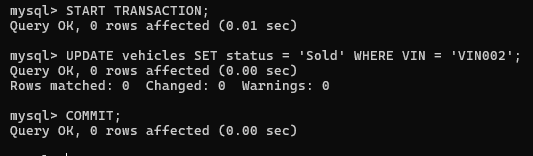 mysql> START TRANSACTION;
Query OK, 0 rows affected (0.01 sec)
mysql> UPDATE vehicles SET status = 'Sold' WHERE VIN = 'VIN002';
Query OK, 0 rows affected (0.00 sec)
Rows matched: 0  Changed: 0  Warnings: 0
mysql> COMMIT;
Query OK, 0 rows affected (0.00 sec)